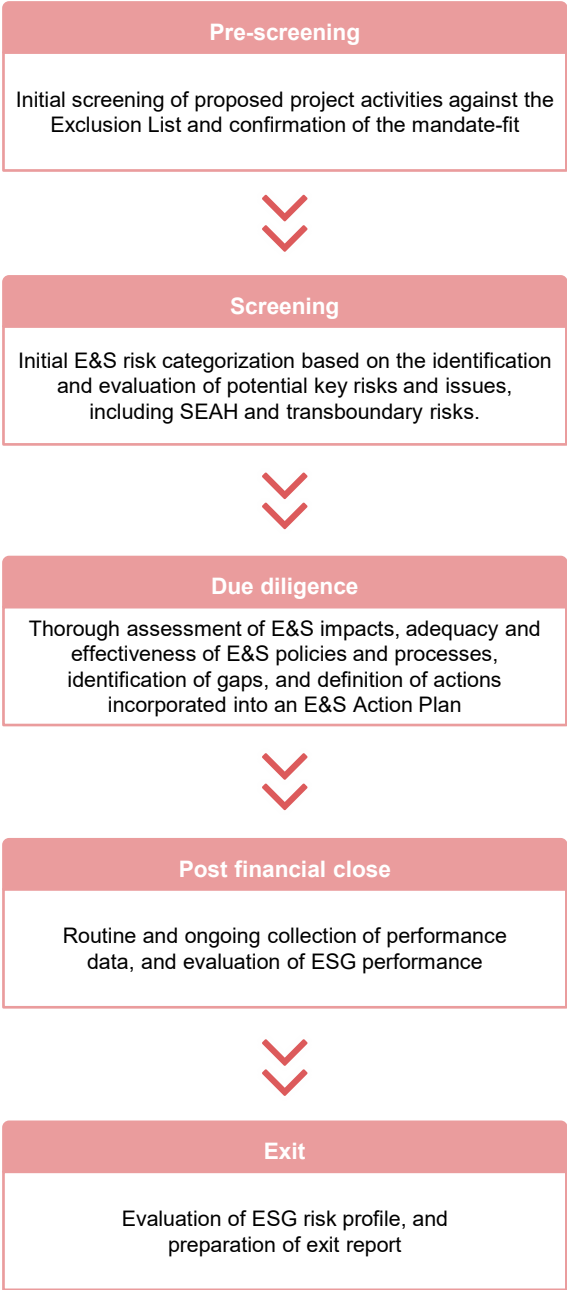 Pre-screening
Initial screening of proposed project activities against the
Exclusion List and confirmation of the mandate-fit
Screening
Initial E&S risk categorization based on the identification
and evaluation of potential key risks and issues,
including SEAH and transboundary risks.
Due diligence
Thorough assessment of E&S impacts, adequacy and
effectiveness of E&S policies and processes,
identification of gaps, and definition of actions
incorporated into an E&S Action Plan
Post financial close
Routine and ongoing collection of performance
data, and evaluation of ESG performance
Exit
Evaluation of ESG risk profile, and
preparation of exit report